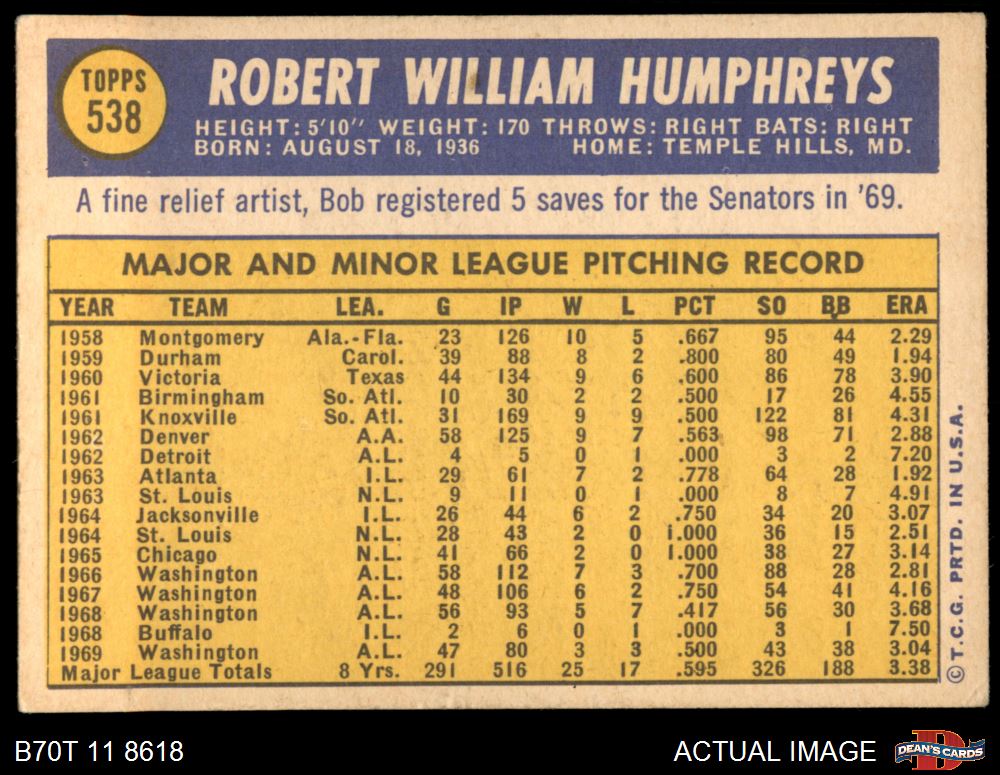 TOPPS
538
ROBERT WILLIAM HUMPHREYS
HEIGHT: 5'10" WEIGHT: 170 THROWS: RIGHT BATS: RIGHT
BORN: AUGUST 18, 1936 HOME: TEMPLE HILLS, MD.
A fine relief artist, Bob registered 5 saves for the Senators in '69.
MAJOR AND MINOR LEAGUE PITCHING RECORD
YEAR TEAM LEA. G IP W L PCT SO BB ERA
1958 Montgomery Ala.-Fla. 23 126 10 5 .667 95 44 2.29
1959 Durham Carol. 39 88 8 2 .800 80 49 1.94
1960 Victoria Texas 44 134 9 6 .600 86 78 3.90
1961 Birmingham So. Atl. 10 30 2 2 .500 17 26 4.55
1961 Knoxville So. Atl. 31 169 9 9 .500 122 81 4.31
1962 Denver A.A. 58 125 9 7 .563 98 71 2.88
1962 Detroit A.L. 4 5 0 1 .000 3 2 7.20
1963 Atlanta I.L. 29 61 7 2 .778 64 28 1.92
1963 St. Louis N.L. 9 11 0 1 .000 8 7 4.91
1964 Jacksonville I.L. 26 44 6 2 .750 34 20 3.07
1964 St. Louis N.L. 28 43 2 0 1.000 36 15 2.51
1965 Chicago N.L. 41 66 2 0 1.000 38 27 3.14
1966 Washington A.L. 58 112 7 3 .700 88 28 2.81
1967 Washington A.L. 48 106 6 2 .750 54 41 4.16
1968 Washington A.L. 56 93 5 7 .417 56 30 3.68
1968 Buffalo I.L. 2 6 0 1 .000 3 1 7.50
1969 Washington A.L. 47 80 3 3 .500 43 38 3.04
Major League Totals 8 Yrs. 291 516 25 17 .595 326 188 3.38
© T.C.G. PRTD. IN U.S.A.
B70T 11 8618
ACTUAL IMAGE
DEAN'S CARDS